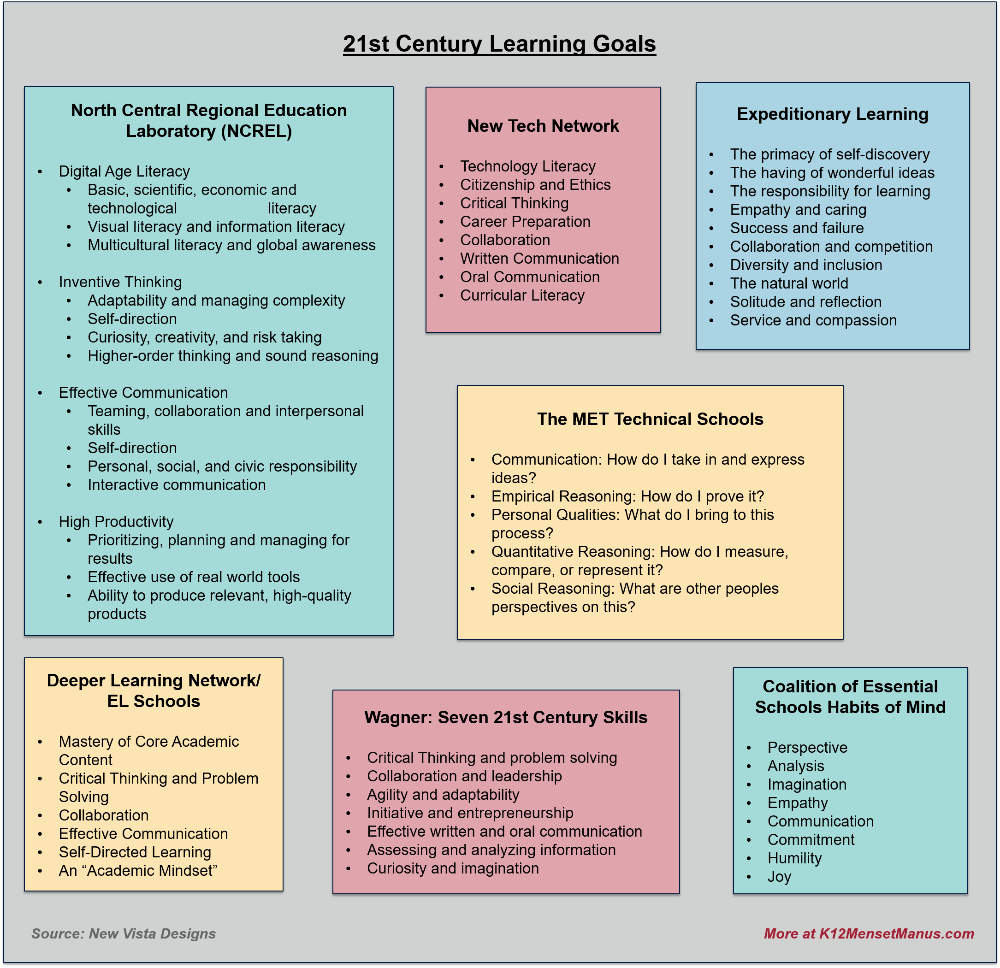 21st Century Learning Goals
North Central Regional Education
Laboratory (NCREL)
• Digital Age Literacy
• Basic, scientific, economic and
technological literacy
• Visual literacy and information literacy
• Multicultural literacy and global awareness
• Inventive Thinking
• Adaptability and managing complexity
• Self-direction
• Curiosity, creativity, and risk taking
• Higher-order thinking and sound reasoning
• Effective Communication
• Teaming, collaboration and interpersonal
skills
• Self-direction
• Personal, social, and civic responsibility
• Interactive communication
• High Productivity
• Prioritizing, planning and managing for
results
• Effective use of real world tools
• Ability to produce relevant, high-quality
products
New Tech Network
• Technology Literacy
• Citizenship and Ethics
• Critical Thinking
• Career Preparation
• Collaboration
• Written Communication
• Oral Communication
• Curricular Literacy
Expeditionary Learning
• The primacy of self-discovery
• The having of wonderful ideas
• The responsibility for learning
• Empathy and caring
• Success and failure
• Collaboration and competition
• Diversity and inclusion
• The natural world
• Solitude and reflection
• Service and compassion
The MET Technical Schools
• Communication: How do I take in and express
ideas?
• Empirical Reasoning: How do I prove it?
• Personal Qualities: What do I bring to this
process?
• Quantitative Reasoning: How do I measure,
compare, or represent it?
• Social Reasoning: What are other peoples
perspectives on this?
Deeper Learning Network/
EL Schools
• Mastery of Core Academic
Content
• Critical Thinking and Problem
Solving
• Collaboration
• Effective Communication
• Self-Directed Learning
• An “Academic Mindset”
Wagner: Seven 21st Century Skills
• Critical Thinking and problem solving
• Collaboration and leadership
• Agility and adaptability
• Initiative and entrepreneurship
• Effective written and oral communication
• Assessing and analyzing information
• Curiosity and imagination
Coalition of Essential
Schools Habits of Mind
• Perspective
• Analysis
• Imagination
• Empathy
• Communication
• Commitment
• Humility
• Joy
Source: New Vista Designs
More at K12MensetManus.com